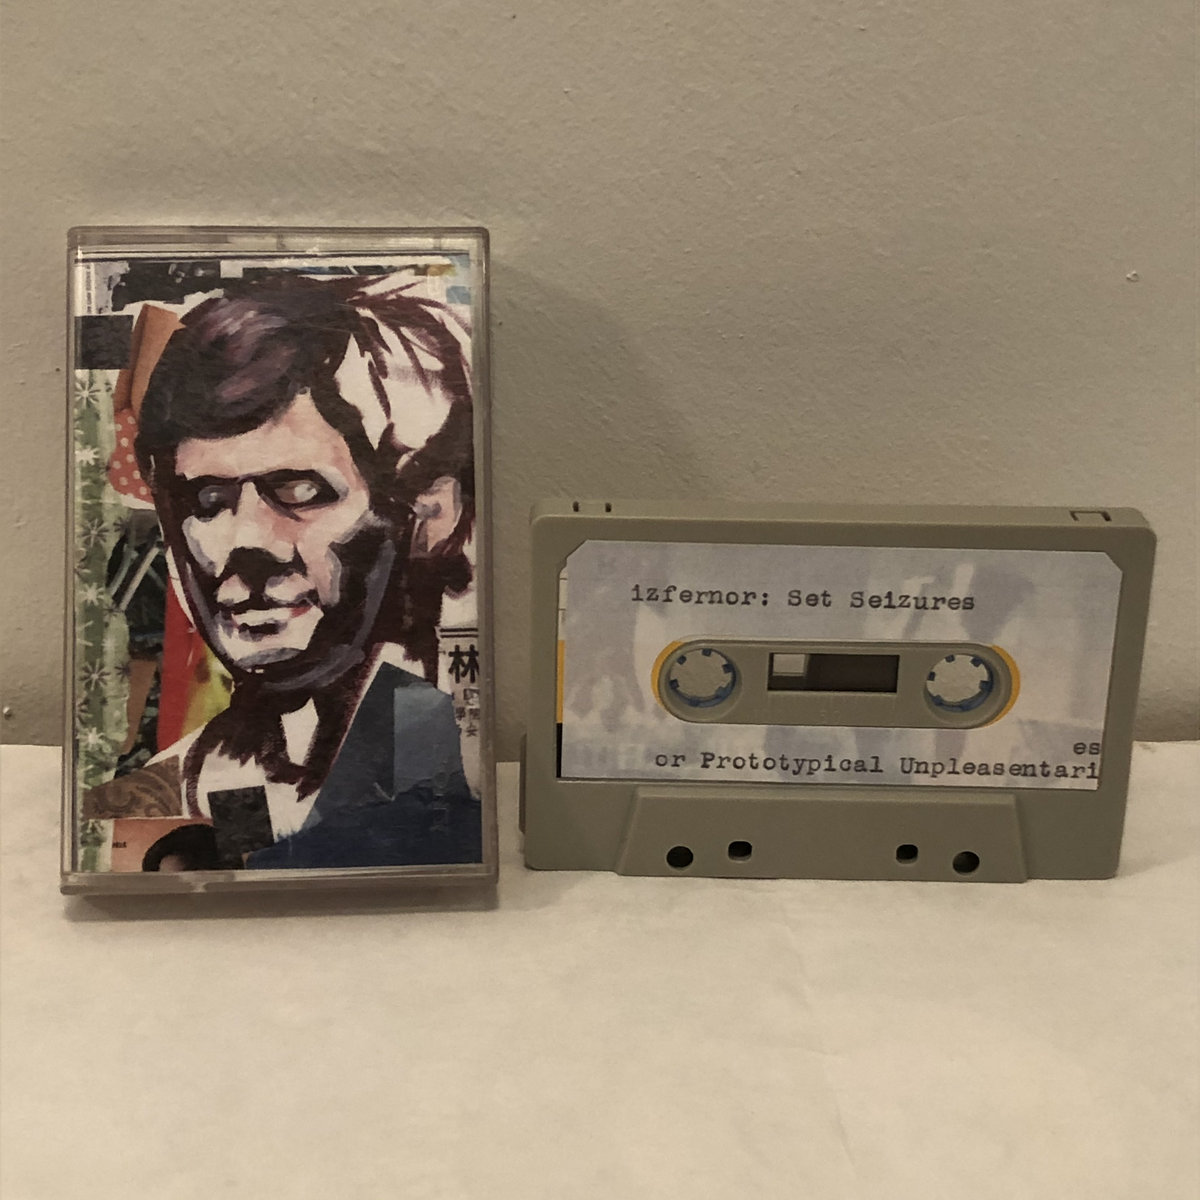 林
izfernor: Set Seizures
es
or Prototypical Unpleasentari